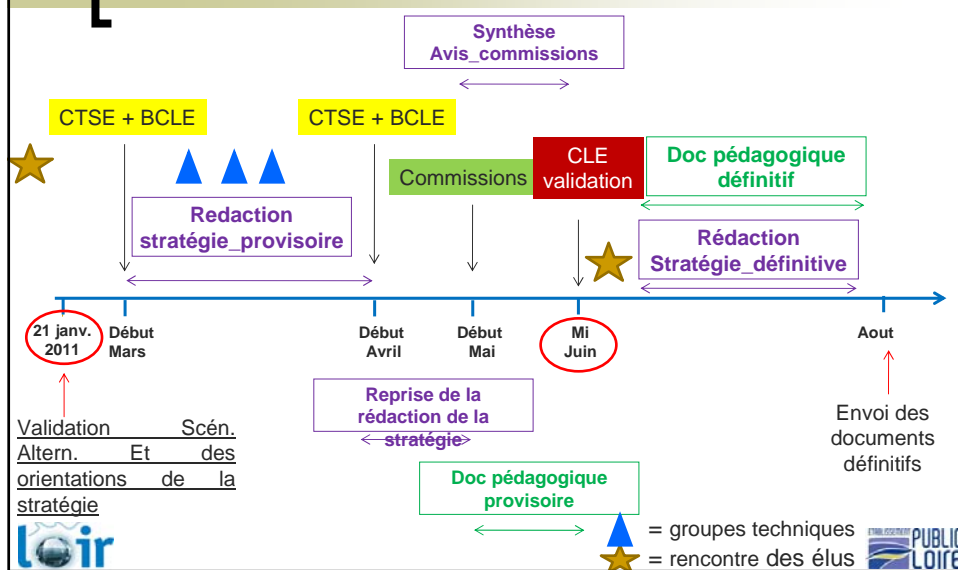 Synthèse
Avis_commissions
CTSE + BCLE
CTSE + BCLE
Commissions
CLE
validation
Doc pédagogique
définitif
Redaction
stratégie_provisoire
Rédaction
Stratégie_définitive
21 janv.
2011
Début
Mars
Début
Avril
Début
Mai
Mi
Juin
Aout
Validation Scén.
Altern. Et des
orientations de la
stratégie
Reprise de la
rédaction de la
stratégie
Doc pédagogique
provisoire
Envoi des
documents
définitifs
= groupes techniques
= rencontre des élus
loir
ETABLISSEMENT
PUBLIC
LOIRE